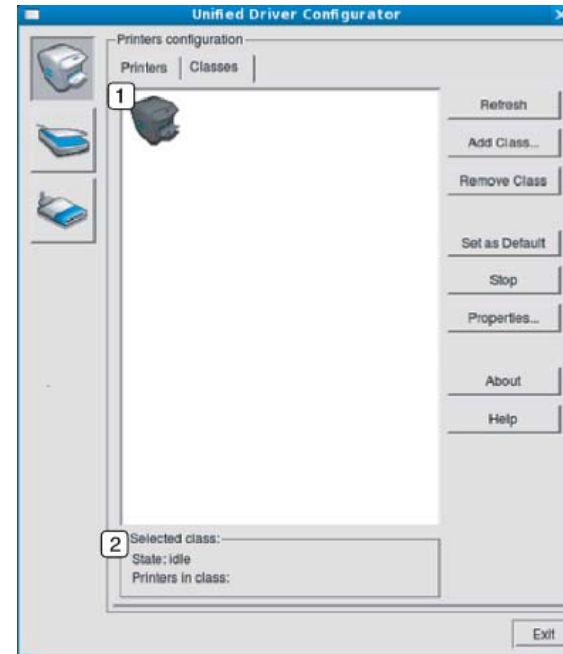 Unified Driver Configurator
Printers configuration
Printers
Classes
1
Refresh
Add Class...
Remove Class
Set as Default
Stop
Properties...
About
Help
2
Selected class:
State: idle
Printers in class:
Exit